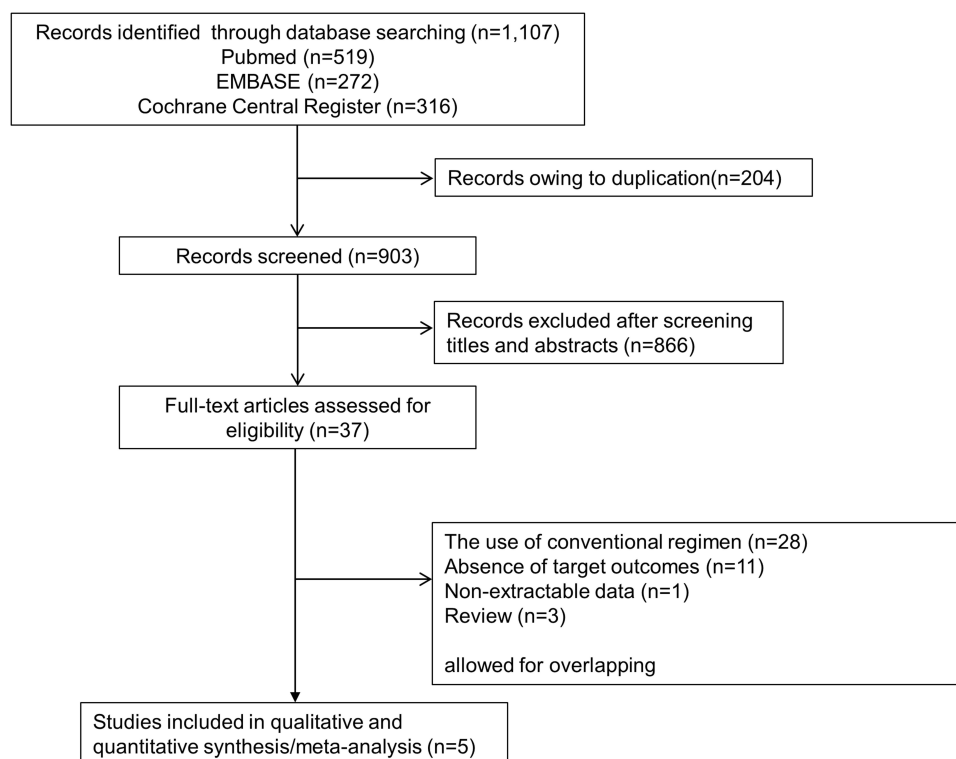 Records identified through database searching (n=1,107)
Pubmed (n=519)
EMBASE (n=272)
Cochrane Central Register (n=316)
Records owing to duplication(n=204)
Records screened (n=903)
Records excluded after screening
titles and abstracts (n=866)
Full-text articles assessed for
eligibility (n=37)
The use of conventional regimen (n=28)
Absence of target outcomes (n=11)
Non-extractable data (n=1)
Review (n=3)
allowed for overlapping
Studies included in qualitative and
quantitative synthesis/meta-analysis (n=5)